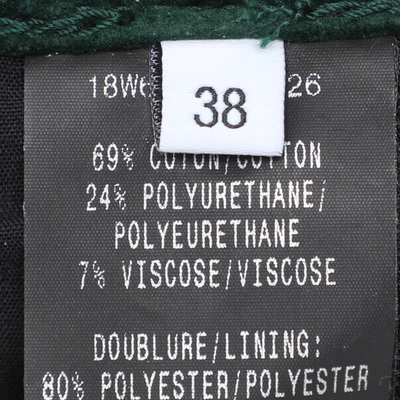 38
18W6 26
69% COTON/COTTON
24% POLYURETHANE/
POLYEURETHANE
7% VISCOSE/VISCOSE
DOUBLURE/LINING:
80% POLYESTER/POLYESTER